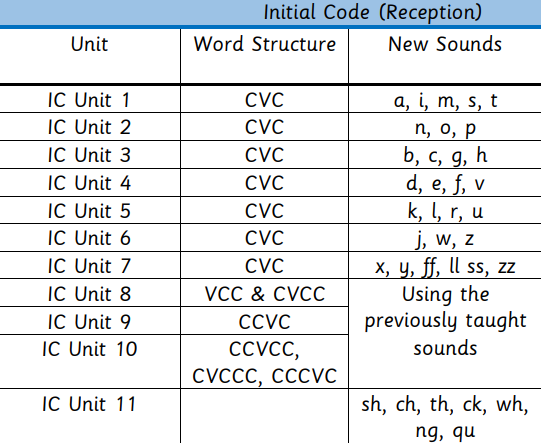 Initial Code (Reception)
Unit Word Structure New Sounds
IC Unit 1 CVC a, i, m, s, t
IC Unit 2 CVC n, o, p
IC Unit 3 CVC b, c, g, h
IC Unit 4 CVC d, e, f, v
IC Unit 5 CVC k, l, r, u
IC Unit 6 CVC j, w, z
IC Unit 7 CVC x, y, ff, ll ss, zz
IC Unit 8 VCC & CVCC Using the
IC Unit 9 CCVC previously taught
IC Unit 10 CCVCC, sounds
CVCCC, CCCVC
IC Unit 11 sh, ch, th, ck, wh,
ng, qu